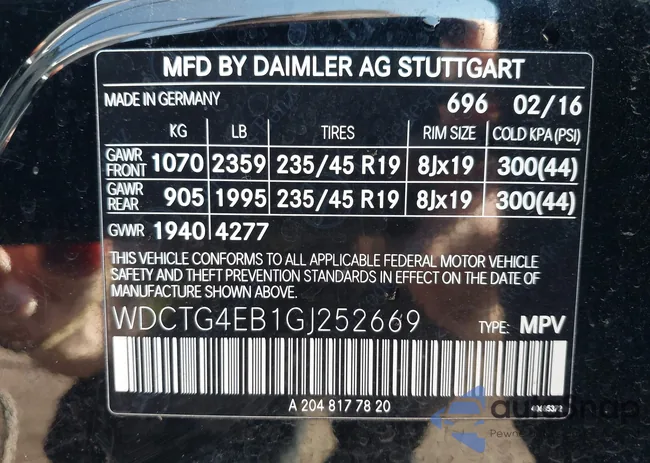 MFD BY DAIMLER AG STUTTGART
MADE IN GERMANY 696 02/16
KG LB TIRES RIM SIZE COLD KPA (PSI)
GAWR FRONT 1070 2359 235/45 R19 8Jx19 300(44)
GAWR REAR 905 1995 235/45 R19 8Jx19 300(44)
GVWR 1940 4277
THIS VEHICLE CONFORMS TO ALL APPLICABLE FEDERAL MOTOR VEHICLE
SAFETY AND THEFT PREVENTION STANDARDS IN EFFECT ON THE DATE OF
MANUFACTURE SHOWN ABOVE.
WDCTG4EB1GJ252669 TYPE: MPV
A 204 817 78 20
autosnap